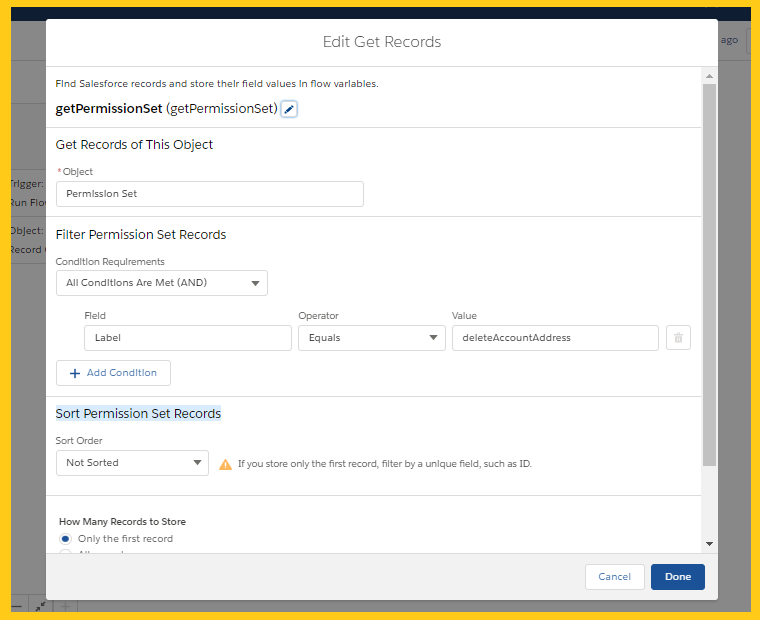 Edit Get Records
ago
Find Salesforce records and store their field values in flow variables.
getPermissionSet (getPermissionSet)
Get Records of This Object
* Object
Permission Set
Trigger:
Run Flo
Object:
Record
Filter Permission Set Records
Condition Requirements
All Conditions Are Met (AND)
Field
Operator
Value
Label
Equals
deleteAccountAddress
+ Add Condition
Sort Permission Set Records
Sort Order
Not Sorted
If you store only the first record, filter by a unique field, such as ID.
How Many Records to Store
Only the first record
Cancel
Done